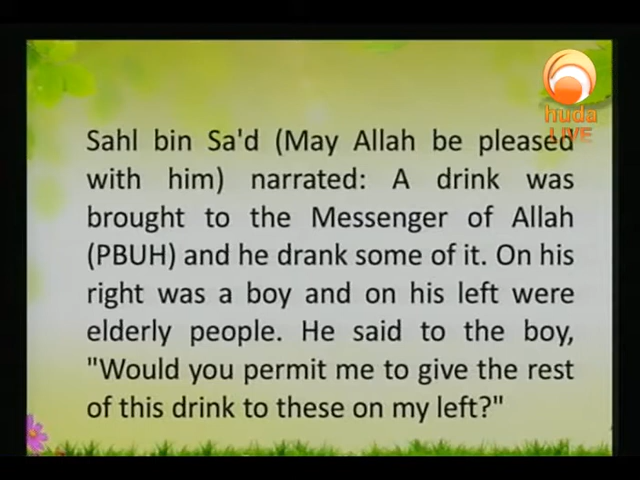 huda
LIVE
Sahl bin Sa'd (May Allah be pleased
with him) narrated: A drink was
brought to the Messenger of Allah
(PBUH) and he drank some of it. On his
right was a boy and on his left were
elderly people. He said to the boy,
"Would you permit me to give the rest
of this drink to these on my left?"